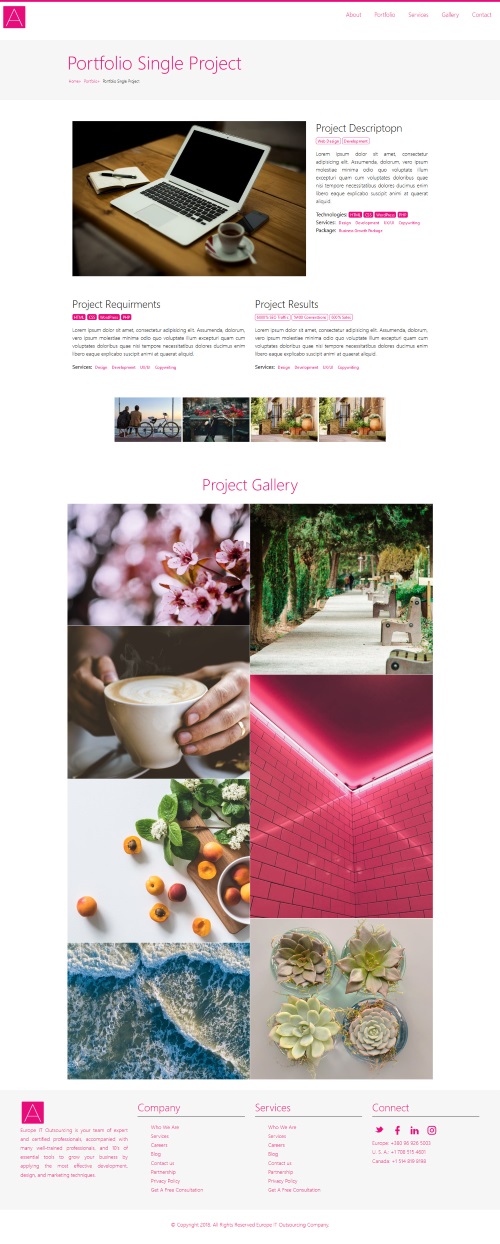 A
About Portfolio Services Gallery Contact
Portfolio Single Project
Home› Portfolio› Portfolio Single Project
Project Descriptopn
Web Design Development
Lorem ipsum dolor sit amet, consectetur
adipisicing elit. Assumenda, dolorum, vero ipsum
molestiae minima odio quo voluptate illum
excepturi quam cum voluptates doloribus quae
nisi tempore necessitatibus dolores ducimus enim
libero eaque explicabo suscipit animi at quaerat
aliquid.
Technologies: HTML CSS WordPress PHP
Services: Design Development UX/UI Copywriting
Package: Business Growth Package
Project Requirments
HTML CSS WordPress PHP
Lorem ipsum dolor sit amet, consectetur adipisicing elit. Assumenda, dolorum,
vero ipsum molestiae minima odio quo voluptate illum excepturi quam cum
voluptates doloribus quae nisi tempore necessitatibus dolores ducimus enim
libero eaque explicabo suscipit animi at quaerat aliquid.
Services: Design Development UX/UI Copywriting
Project Results
Lorem ipsum dolor sit amet, consectetur adipisicing elit. Assumenda, dolorum,
vero ipsum molestiae minima odio quo voluptate illum excepturi quam cum
voluptates doloribus quae nisi tempore necessitatibus dolores ducimus enim
libero eaque explicabo suscipit animi at quaerat aliquid.
Services: Design Development UX/UI Copywriting
Project Gallery
A
Europe IT Outsourcing is your team of expert
and certified professionals, accompanied with
many well-trained professionals, and 10's of
essential tools to grow your business by
applying the most effective development,
design, and marketing techniques.
Company
Who We Are
Services
Careers
Blog
Contact us
Partnership
Privacy Policy
Get A Free Consultation
Services
Who We Are
Services
Careers
Blog
Contact us
Partnership
Privacy Policy
Get A Free Consultation
Connect
Europe:
U. S. A.:
Canada:
© Copyright 2018. All Rights Reserved Europe IT Outsourcing Company.